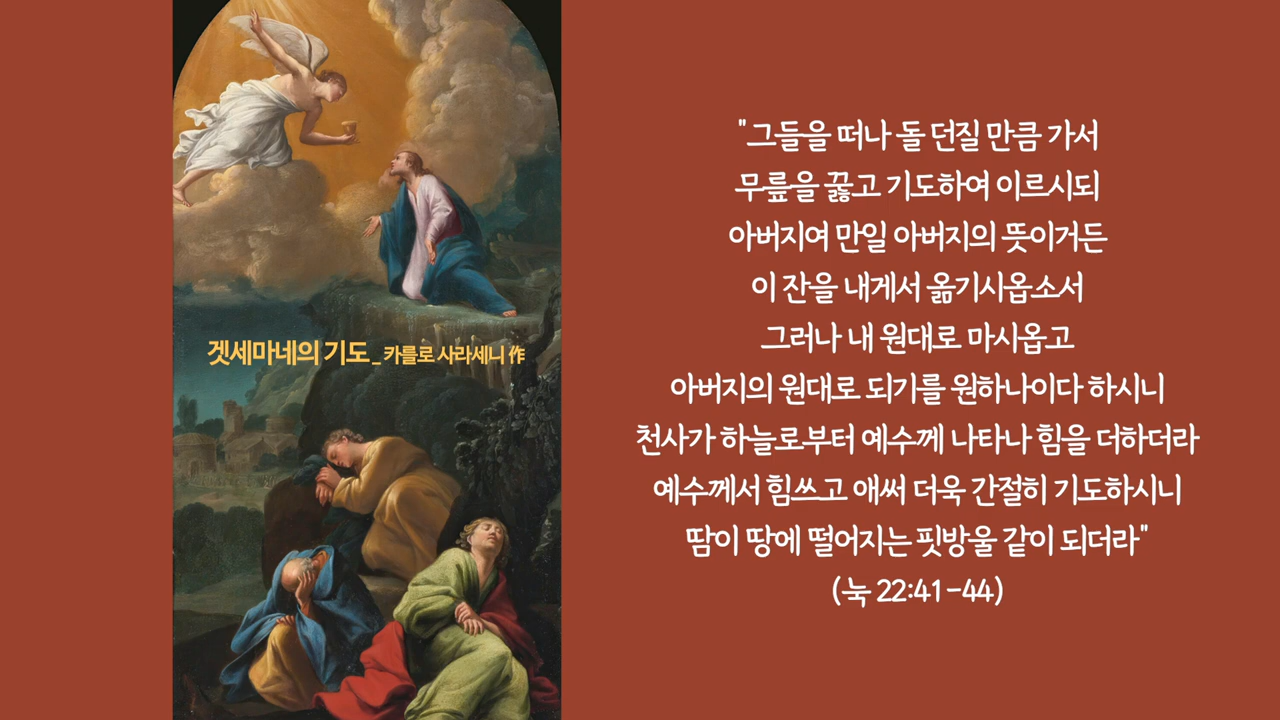 겟세마네의 기도_카를로 사라세니 作
"그들을 떠나 돌 던질 만큼 가서
무릎을 꿇고 기도하여 이르시되
아버지여 만일 아버지의 뜻이거든
이 잔을 내게서 옮기시옵소서
그러나 내 원대로 마시옵고
아버지의 원대로 되기를 원하나이다 하시니
천사가 하늘로부터 예수께 나타나 힘을 더하더라
예수께서 힘쓰고 애써 더욱 간절히 기도하시니
땀이 땅에 떨어지는 핏방울 같이 되더라"
(눅 22:41-44)